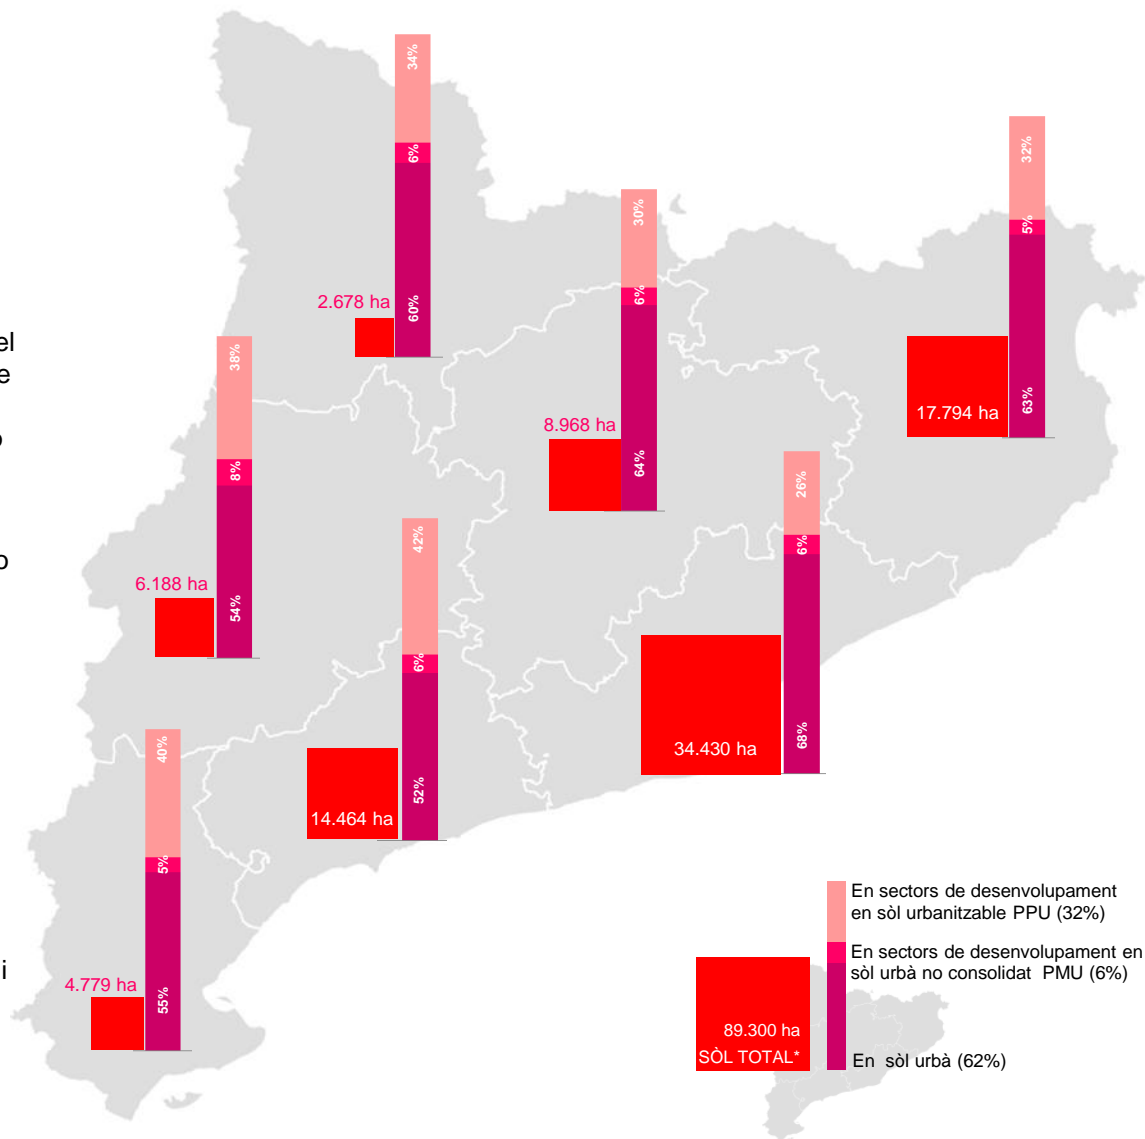 34%
6%
60%
2.678 ha
32%
5%
63%
17.794 ha
30%
6%
64%
8.968 ha
el
e
38%
8%
54%
6.188 ha
26%
6%
68%
34.430 ha
42%
6%
52%
14.464 ha
40%
5%
55%
4.779 ha
i
En sectors de desenvolupament
en sòl urbanitzable PPU (32%)
En sectors de desenvolupament en
sòl urbà no consolidat PMU (6%)
En sòl urbà (62%)
89.300 ha
SÒL TOTAL*